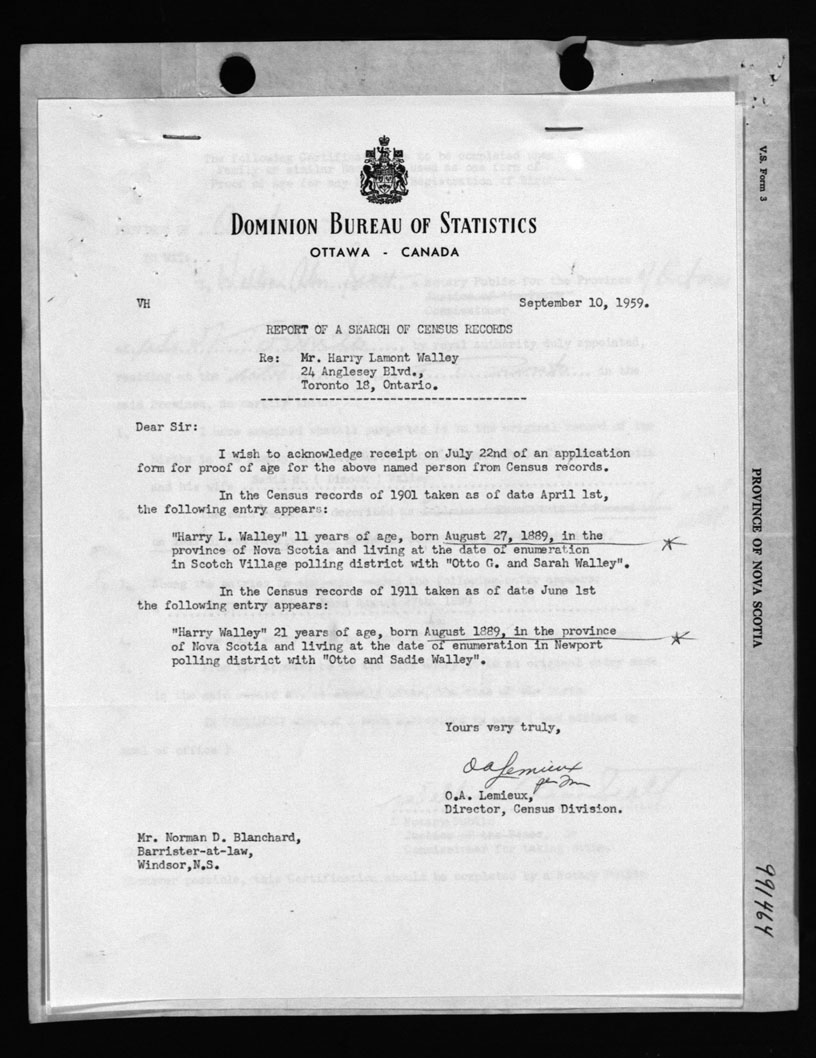 DOMINION BUREAU OF STATISTICS
OTTAWA - CANADA
VH
September 10, 1959.
REPORT OF A SEARCH OF CENSUS RECORDS
Re: Mr. Harry Lamont Walley
24 Anglesey Blvd.,
Toronto 18, Ontario.
Dear Sir:
I wish to acknowledge receipt on July 22nd of an application
form for proof of age for the above named person from Census records.
In the Census records of 1901 taken as of date April 1st,
the following entry appears:
"Harry L. Walley" 11 years of age, born August 27, 1889, in the
province of Nova Scotia and living at the date of enumeration
in Scotch Village polling district with "Otto G. and Sarah Walley".
In the Census records of 1911 taken as of date June 1st
the following entry appears:
"Harry Walley" 21 years of age, born August 1889, in the province
of Nova Scotia and living at the date of enumeration in Newport
polling district with "Otto and Sadie Walley".
Yours very truly,
O A Lemieux
per
O.A. Lemieux,
Director, Census Division.
Mr. Norman D. Blanchard,
Barrister-at-law,
Windsor,N.S.
V.S. Form 3
PROVINCE OF NOVA SCOTIA
991464